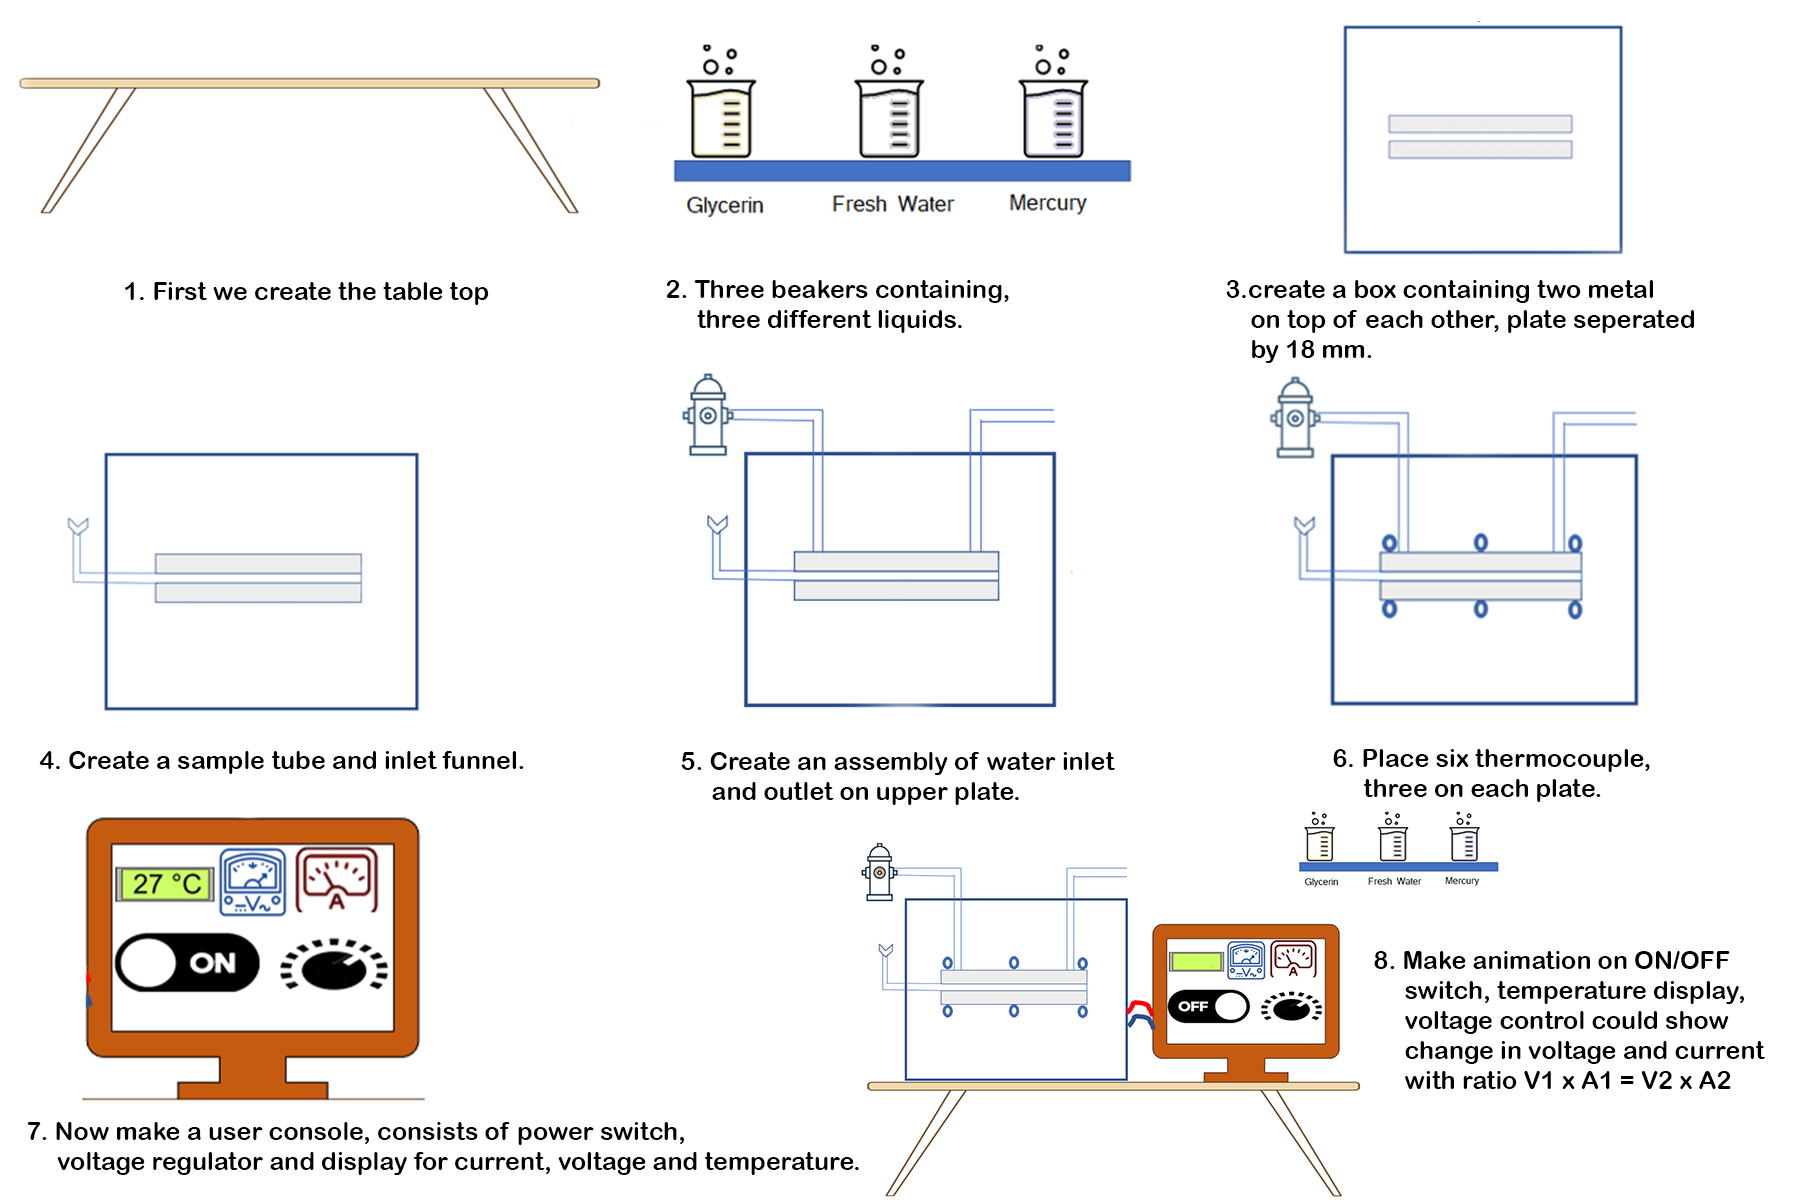 Glycerin
Fresh Water
Mercury
1. First we create the table top
2. Three beakers containing,
three different liquids.
3.create a box containing two metal
on top of each other, plate seperated
by 18 mm.
4. Create a sample tube and inlet funnel.
5. Create an assembly of water inlet
and outlet on upper plate.
6. Place six thermocouple,
three on each plate.
27 °C
V
A
ON
7. Now make a user console, consists of power switch,
voltage regulator and display for current, voltage and temperature.
Glycerin
Fresh Water
Mercury
V
A
OFF
8. Make animation on ON/OFF
switch, temperature display,
voltage control could show
change in voltage and current
with ratio V1 x A1 = V2 x A2